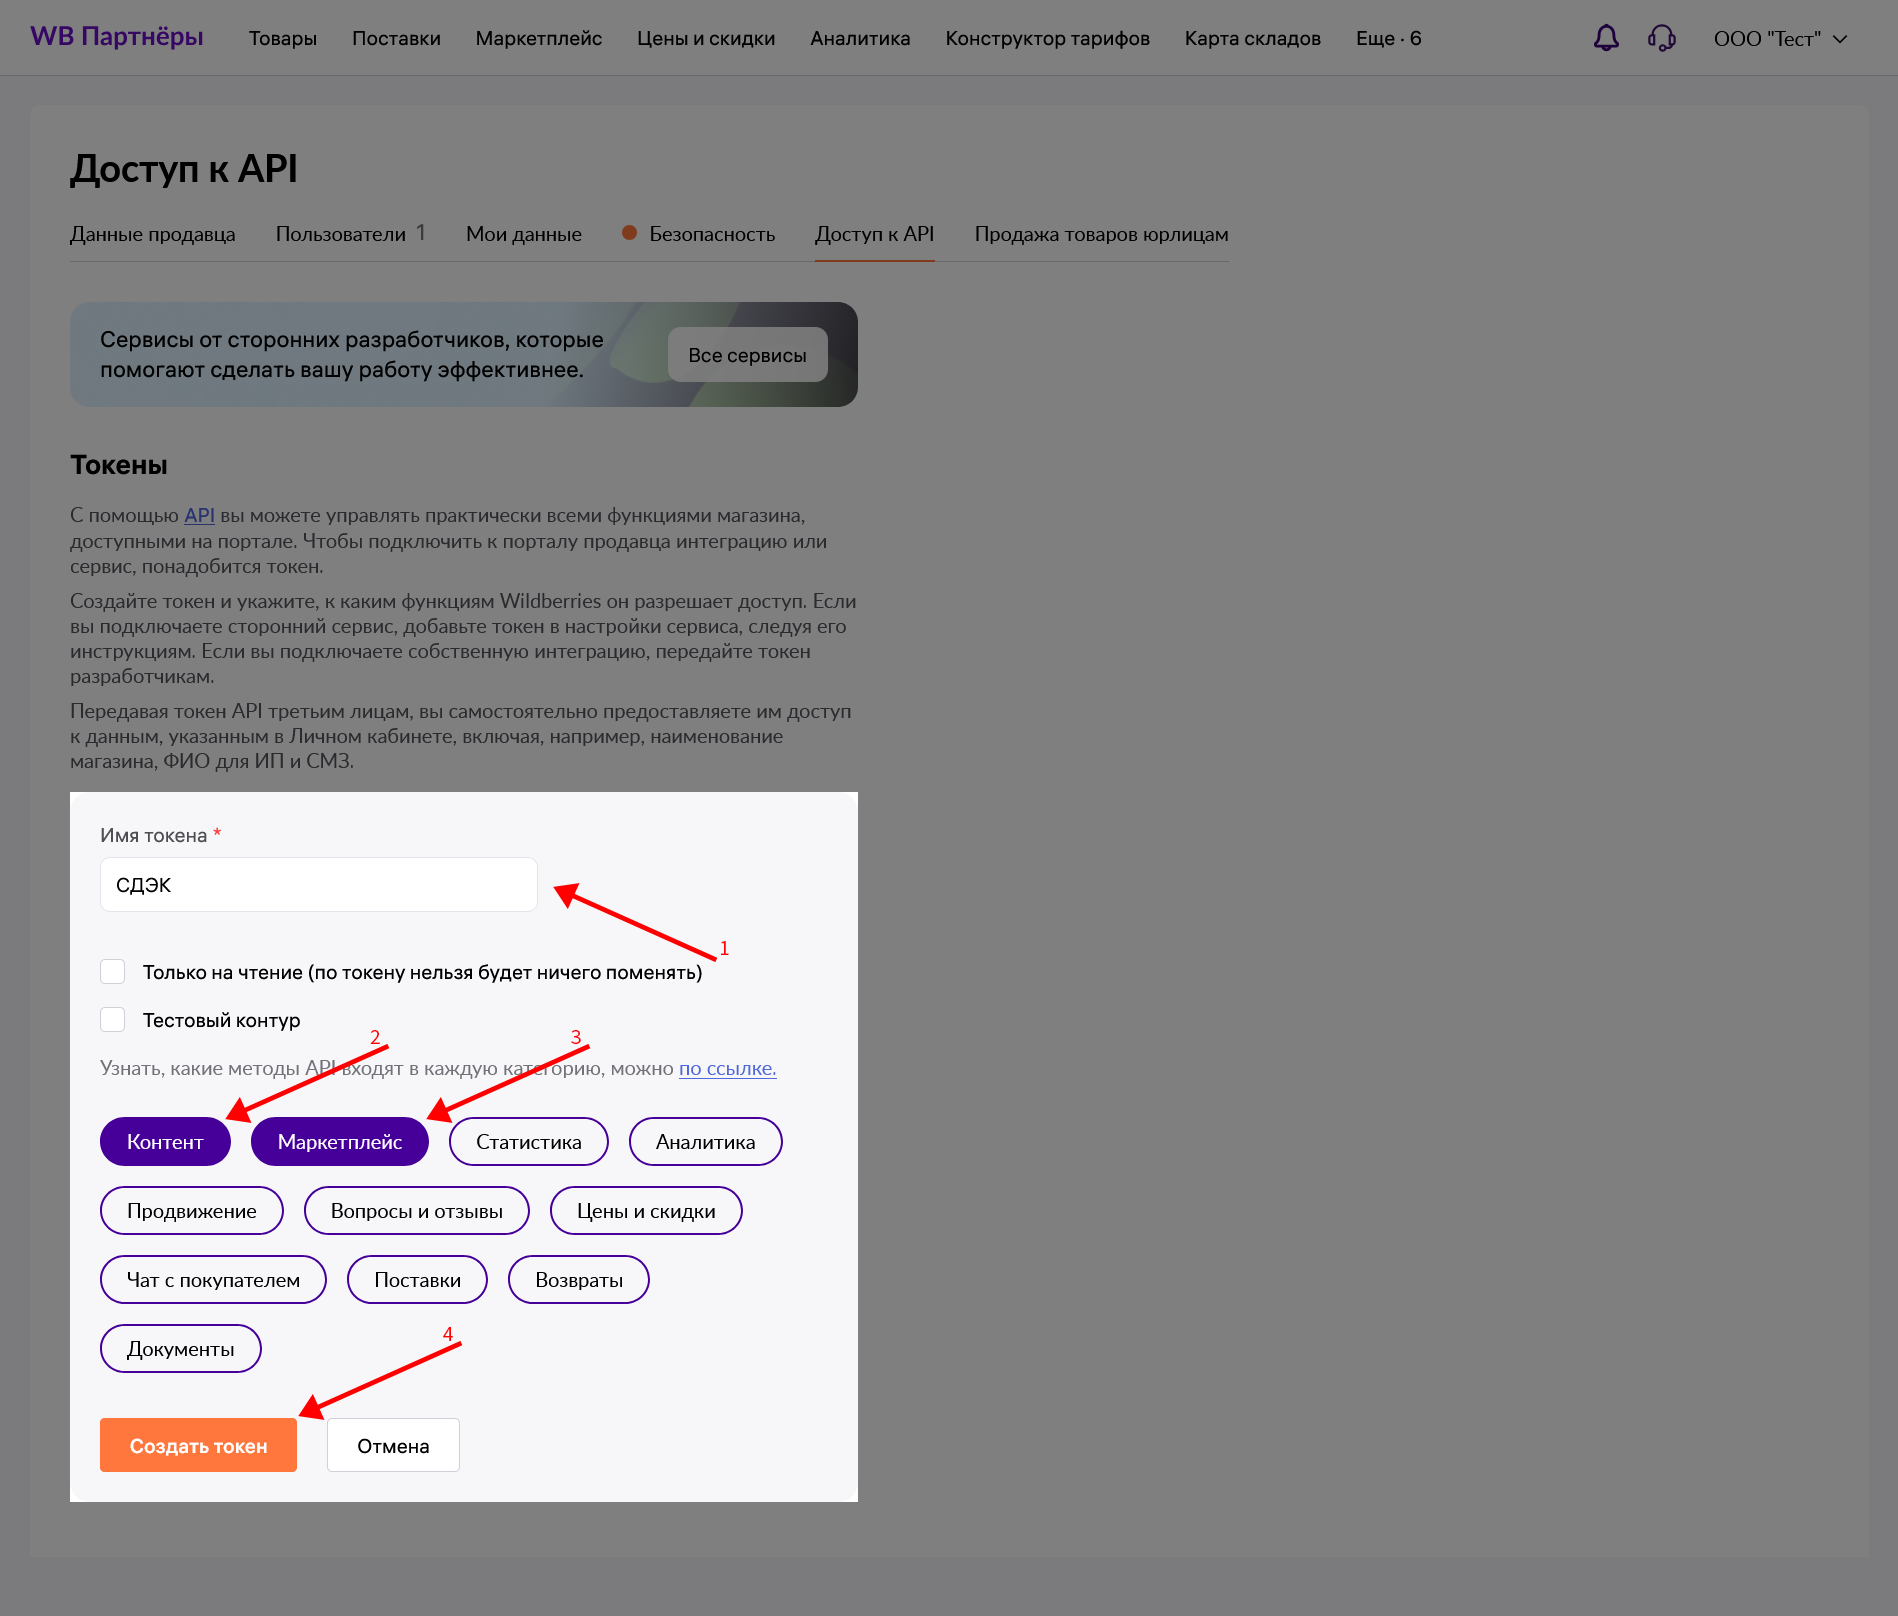 WB Партнёры Товары Поставки Маркетплейс Цены и скидки Аналитика Конструктор тарифов Карта складов Еще · 6 ООО "Тест"
Доступ к API
Данные продавца Пользователи 1 Мои данные Безопасность Доступ к API Продажа товаров юрлицам
Сервисы от сторонних разработчиков, которые
помогают сделать вашу работу эффективнее.
Все сервисы
Токены
С помощью API вы можете управлять практически всеми функциями магазина,
доступными на портале. Чтобы подключить к порталу продавца интеграцию или
сервис, понадобится токен.
Создайте токен и укажите, к каким функциям Wildberries он разрешает доступ. Если
вы подключаете сторонний сервис, добавьте токен в настройки сервиса, следуя его
инструкциям. Если вы подключаете собственную интеграцию, передайте токен
разработчикам.
Передавая токен API третьим лицам, вы самостоятельно предоставляете им доступ
к данным, указанным в Личном кабинете, включая, например, наименование
магазина, ФИО для ИП и СМЗ.
Имя токена *
СДЭК
1
Только на чтение (по токену нельзя будет ничего поменять)
Тестовый контур
2 3
Узнать, какие методы API входят в каждую категорию, можно по ссылке.
Контент Маркетплейс Статистика Аналитика
Продвижение Вопросы и отзывы Цены и скидки
Чат с покупателем Поставки Возвраты
4
Документы
Создать токен Отмена